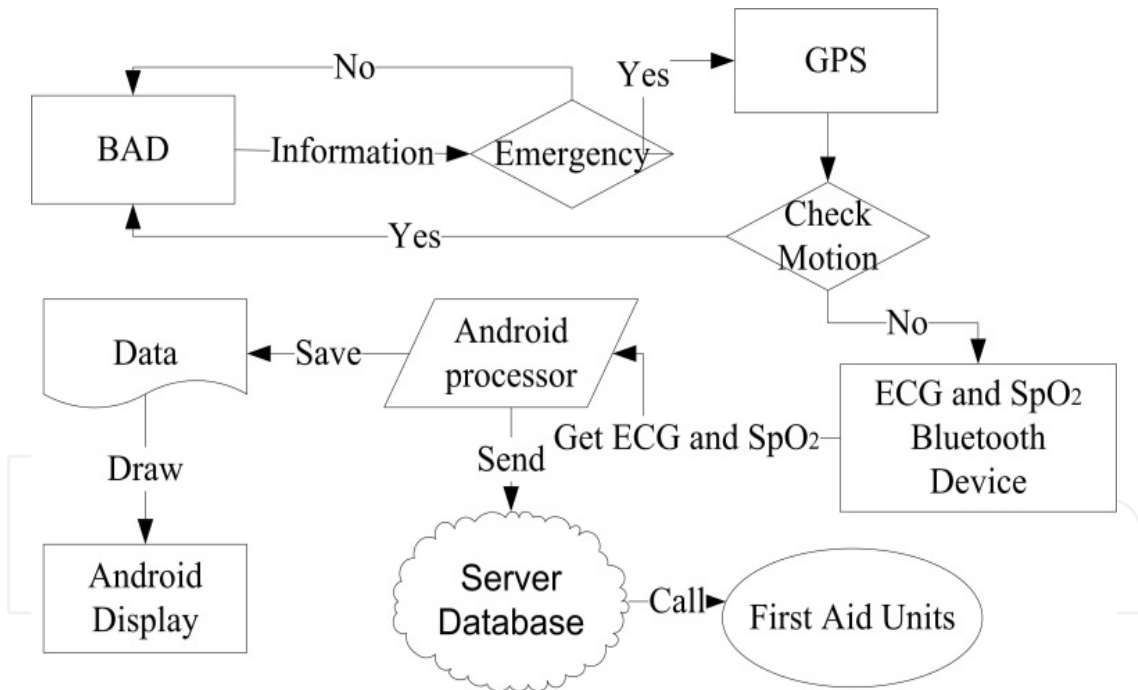 No
Yes
GPS
BAD
Information
Emergency
Check
Motion
Yes
No
Data
Save
Android
processor
ECG and SpO2
Bluetooth
Device
Get ECG and SpO2
Draw
Send
Android
Display
Server
Database
Call
First Aid Units